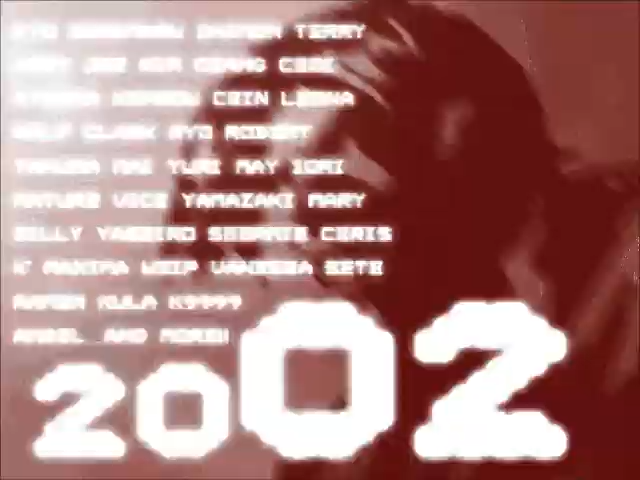 KYO BENIMARU DAIMON TERRY
ANDY JOE KIM CHANG CHOI
ATHENA KENSOU CHIN LEONA
RALF CLARK RYO ROBERT
TAKUMA MAI YURI MAY IORI
MATURE VICE YAMAZAKI MARY
BILLY YASHIRO SHERMIE CHRIS
K' MAXIMA WHIP VANESSA SETH
RAMON KULA K9999
ANGEL AND MORE!!
2002